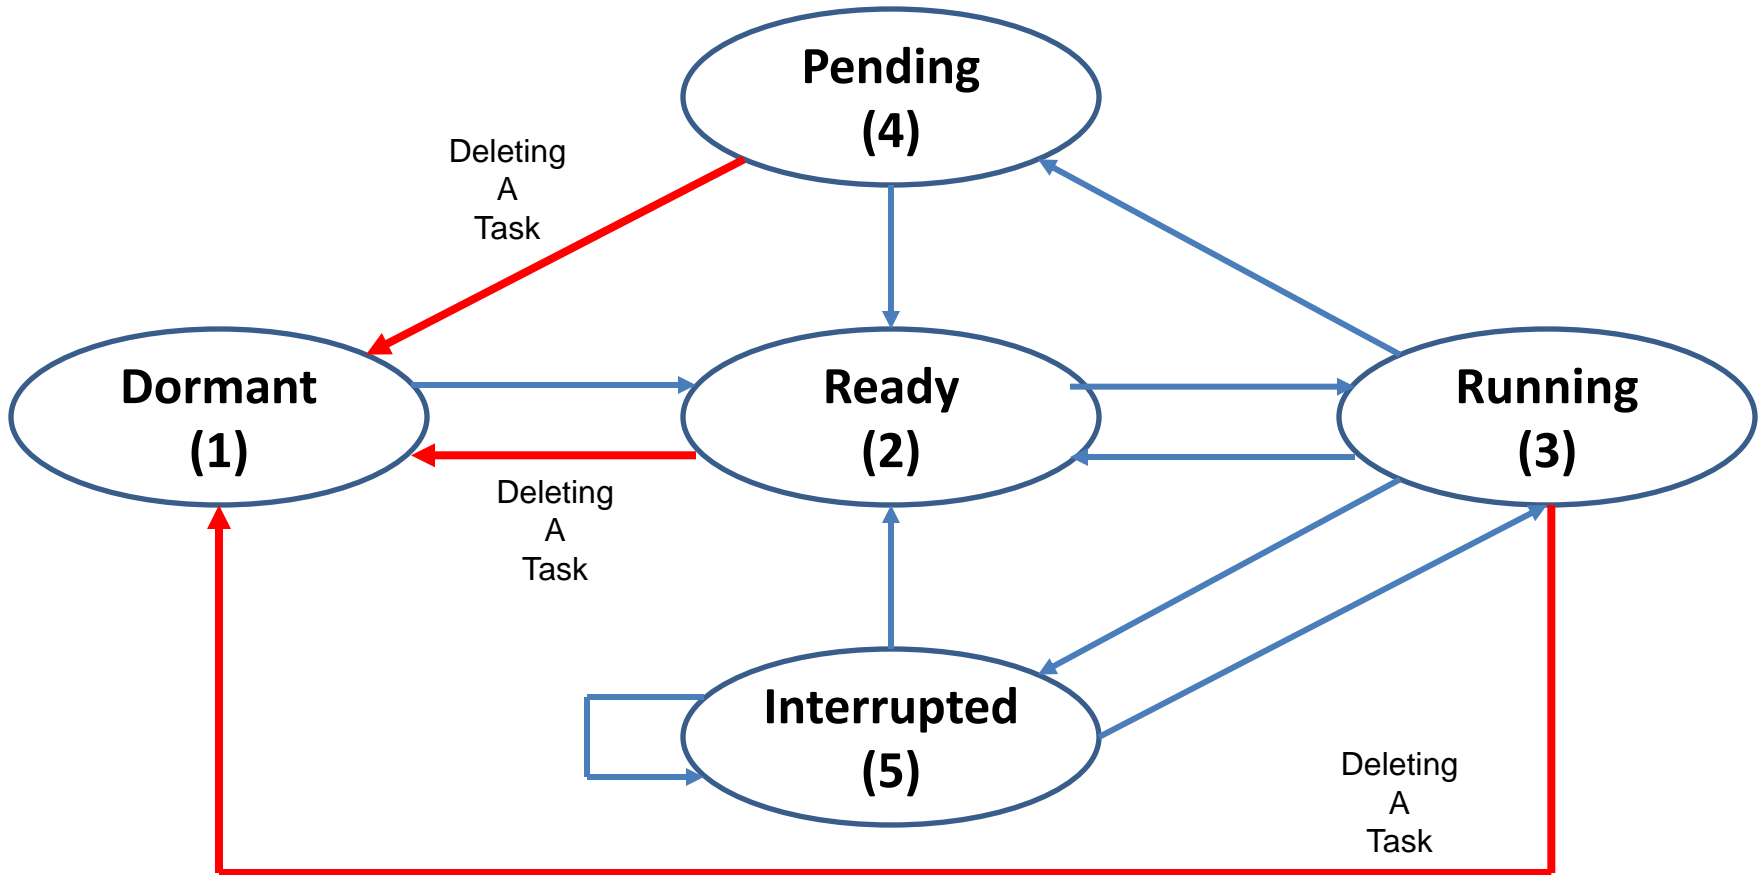 Pending
(4)
Deleting
A
Task
Dormant
(1)
Ready
(2)
Running
(3)
Deleting
A
Task
Interrupted
(5)
Deleting
A
Task